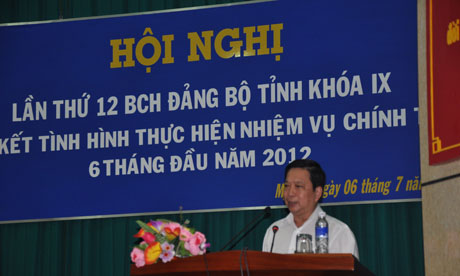 HỘI NGHỊ
LẦN THỨ 12 BCH ĐẢNG BỘ TỈNH KHÓA IX
KẾT TÌNH HÌNH THỰC HIỆN NHIỆM VỤ CHÍNH
6 THÁNG ĐẦU NĂM 2012
ngày 06 tháng 7